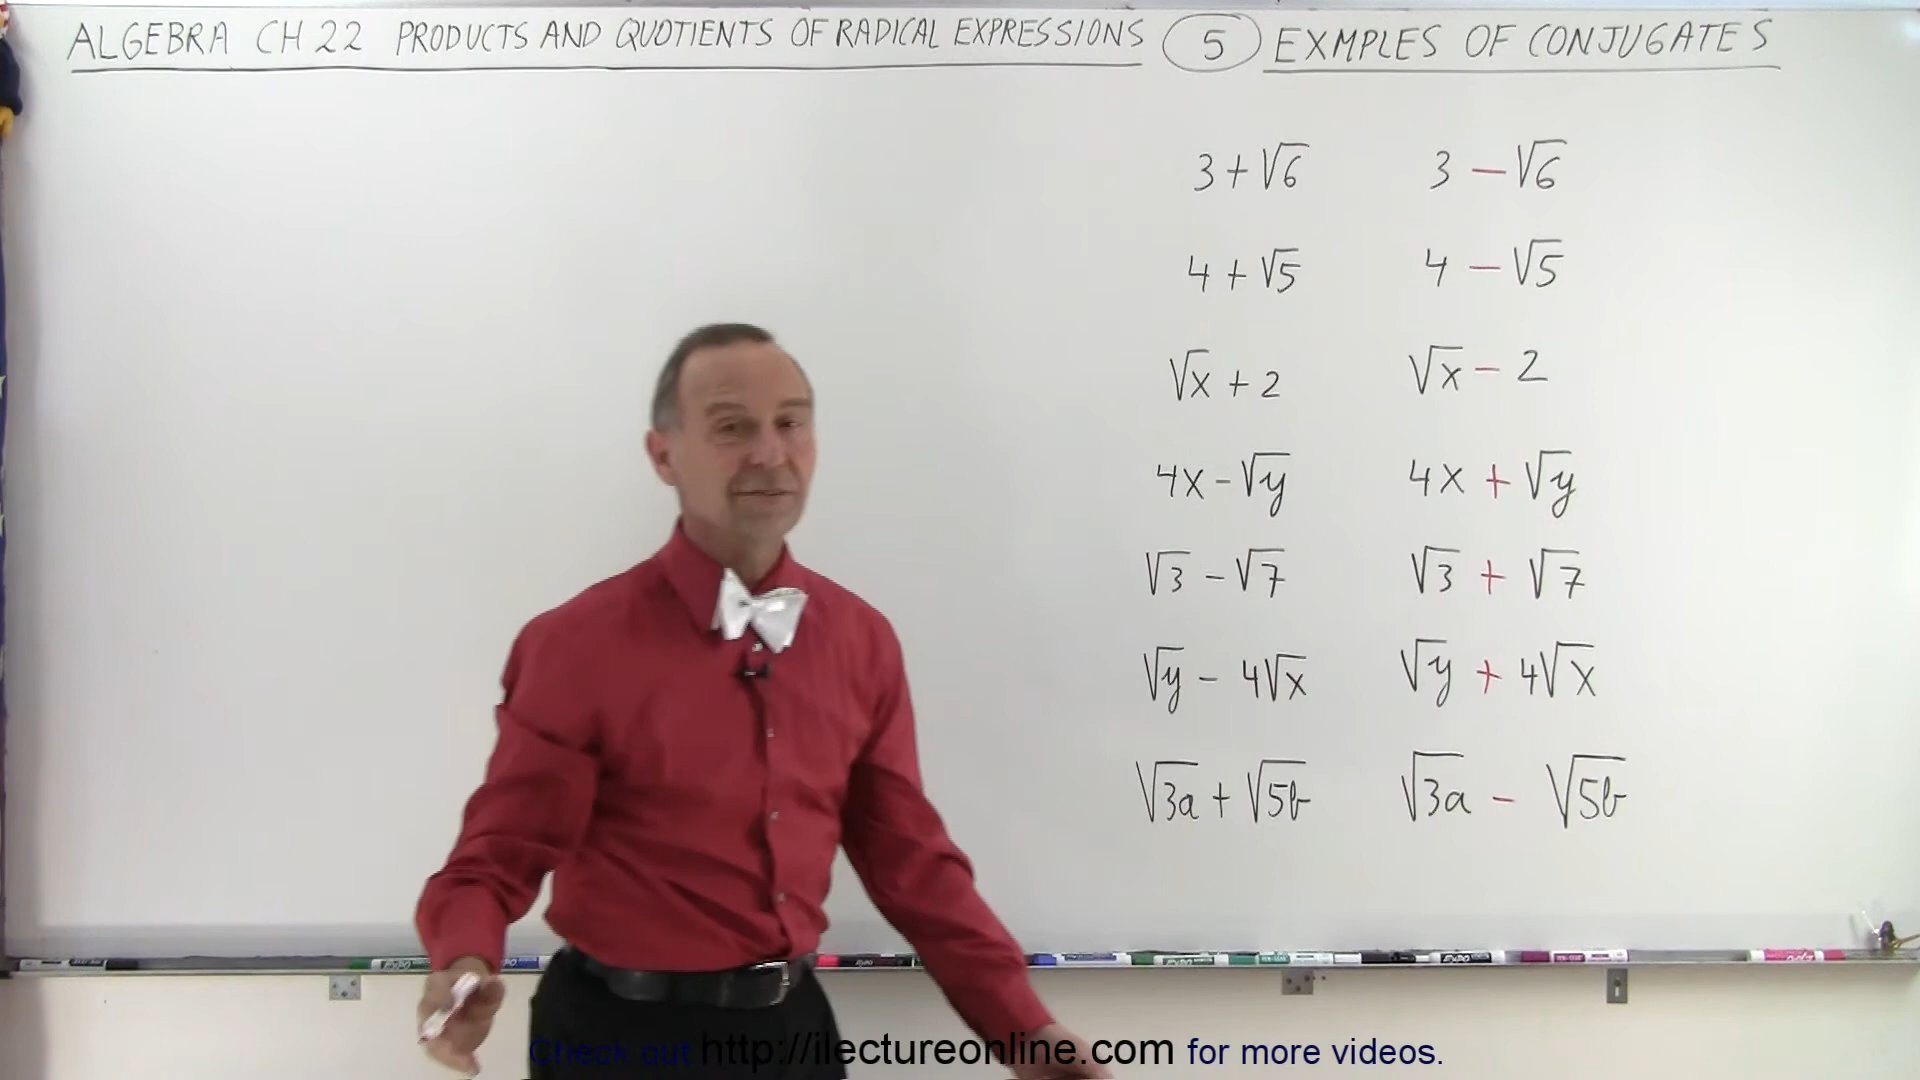 ALGEBRA CH 22 PRODUCTS AND QUOTIENTS OF RADICAL EXPRESSIONS 5 EXMPLES OF CONJUGATES
3 + √6 3 − √6
4 + √5 4 − √5
√x + 2 √x − 2
4x − √y 4x + √y
√3 − √7 √3 + √7
√y − 4√x √y + 4√x
√3a + √5b √3a − √5b
Check out http://ilectureonline.com for more videos.